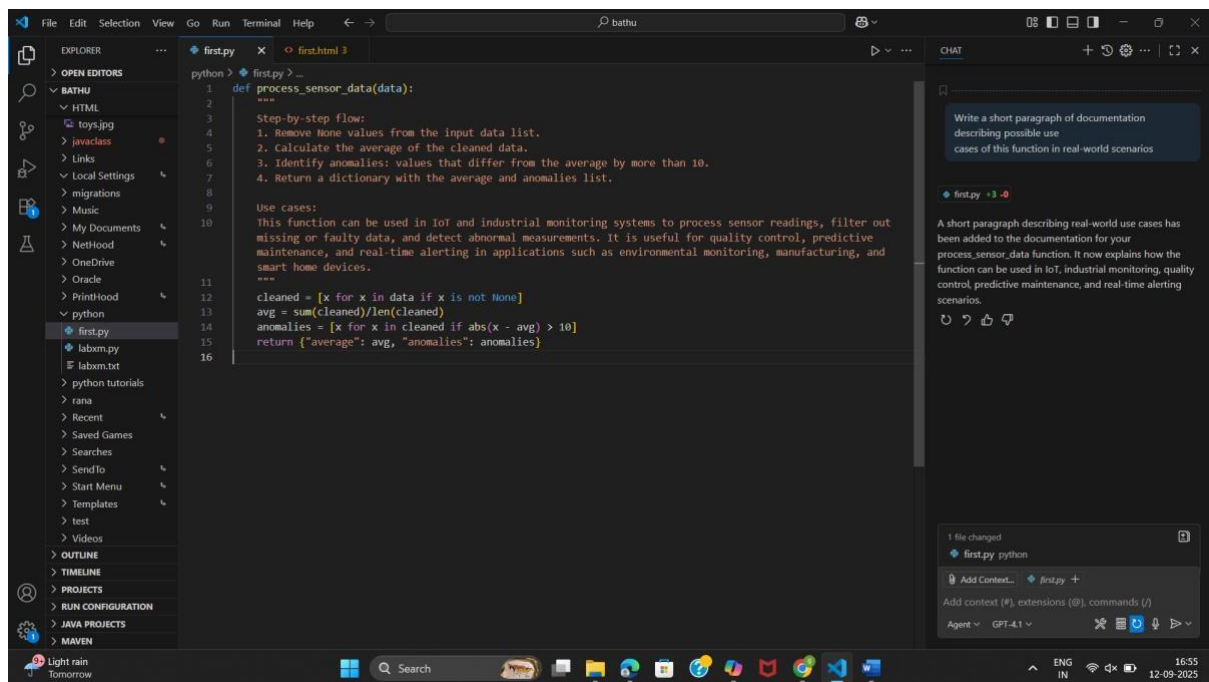 File Edit Selection View Go Run Terminal Help
bathu
EXPLORER
OPEN EDITORS
BATHU
HTML
toys.jpg
javaclass
Links
Local Settings
migrations
Music
My Documents
NetHood
OneDrive
Oracle
PrintHood
python
first.py
labxm.py
labxm.txt
python tutorials
rana
Recent
Saved Games
Searches
SendTo
Start Menu
Templates
test
Videos
OUTLINE
TIMELINE
PROJECTS
RUN CONFIGURATION
JAVA PROJECTS
MAVEN
first.py
first.html 3
python > first.py > ...
1 def process_sensor_data(data):
2 """
3 Step-by-step flow:
4 1. Remove None values from the input data list.
5 2. Calculate the average of the cleaned data.
6 3. Identify anomalies: values that differ from the average by more than 10.
7 4. Return a dictionary with the average and anomalies list.
8
9 Use cases:
10 This function can be used in IoT and industrial monitoring systems to process sensor readings, filter out
missing or faulty data, and detect abnormal measurements. It is useful for quality control, predictive
maintenance, and real-time alerting in applications such as environmental monitoring, manufacturing, and
smart home devices.
11 """
12 cleaned = [x for x in data if x is not None]
13 avg = sum(cleaned)/len(cleaned)
14 anomalies = [x for x in cleaned if abs(x - avg) > 10]
15 return {"average": avg, "anomalies": anomalies}
16
CHAT
Write a short paragraph of documentation
describing possible use
cases of this function in real-world scenarios
first.py +3 -0
A short paragraph describing real-world use cases has
been added to the documentation for your
process_sensor_data function. It now explains how the
function can be used in IoT, industrial monitoring, quality
control, predictive maintenance, and real-time alerting
scenarios.
1 file changed
first.py python
Add Context...
first.py +
Add context (#), extensions (@), commands (/)
Agent
GPT-4.1
9+
Light rain
Tomorrow
Search
ENG
IN
16:55
12-09-2025